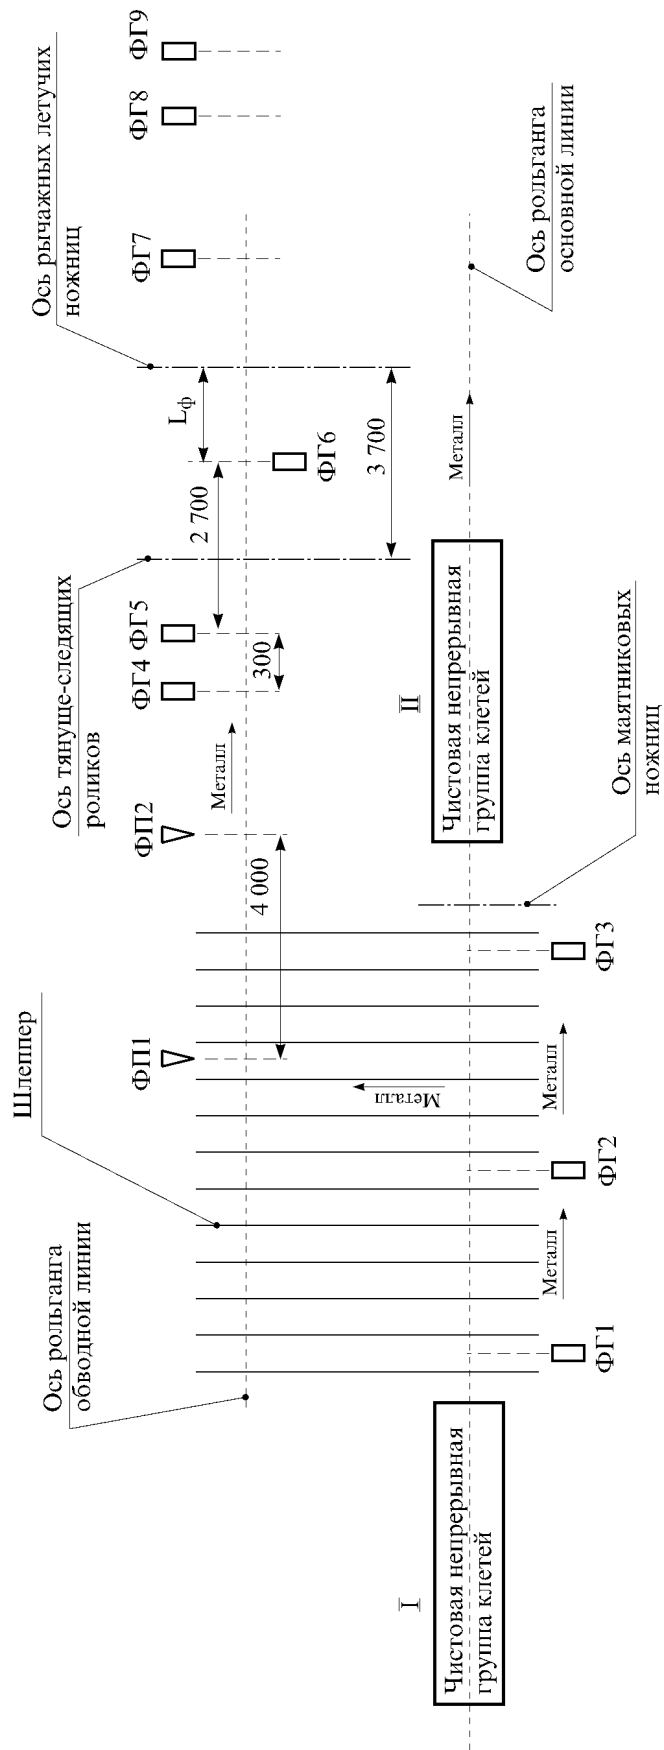 Ось рольганга
обводной линии
Шлеппер
Ось тянуще-следящих
роликов
Ось рычажных летучих
ножниц
ФП1
ФП2
ФГ4
ФГ5
ФГ7
ФГ8
ФГ9
Металл
2 700
Lф
4 000
300
ФГ6
3 700
Металл
I
II
Чистовая непрерывная
группа клетей
Чистовая непрерывная
группа клетей
Металл
Металл
Металл
ФГ1
ФГ2
ФГ3
Ось маятниковых
ножниц
Ось рольганга
основной линии